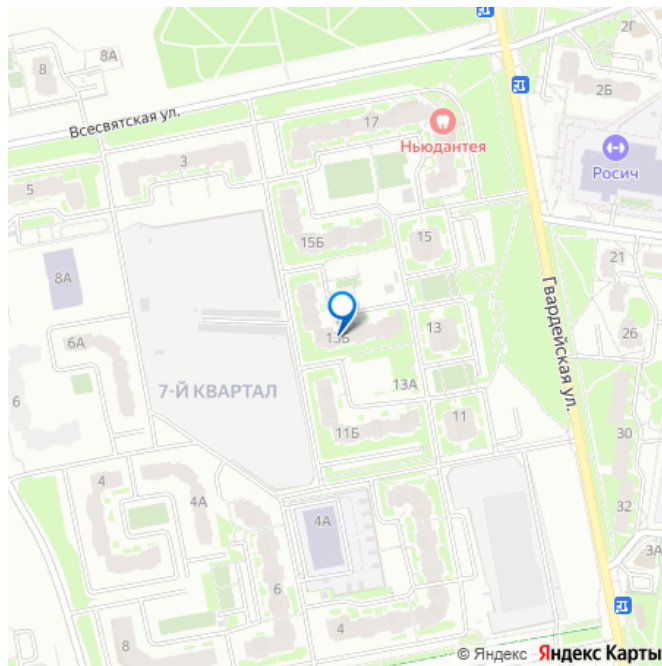 2Г
8А
8
2Б
Всесвятская ул.
17
Ньюдантея
3
Росич
5
15Б
15
21
8А
13
26
13Б
6А
Гвардейская ул.
7-Й КВАРТАЛ
13А
6
11
11Б
30
4
4А
32
4А
3А
6
4
8
© Яндекс Яндекс Карты